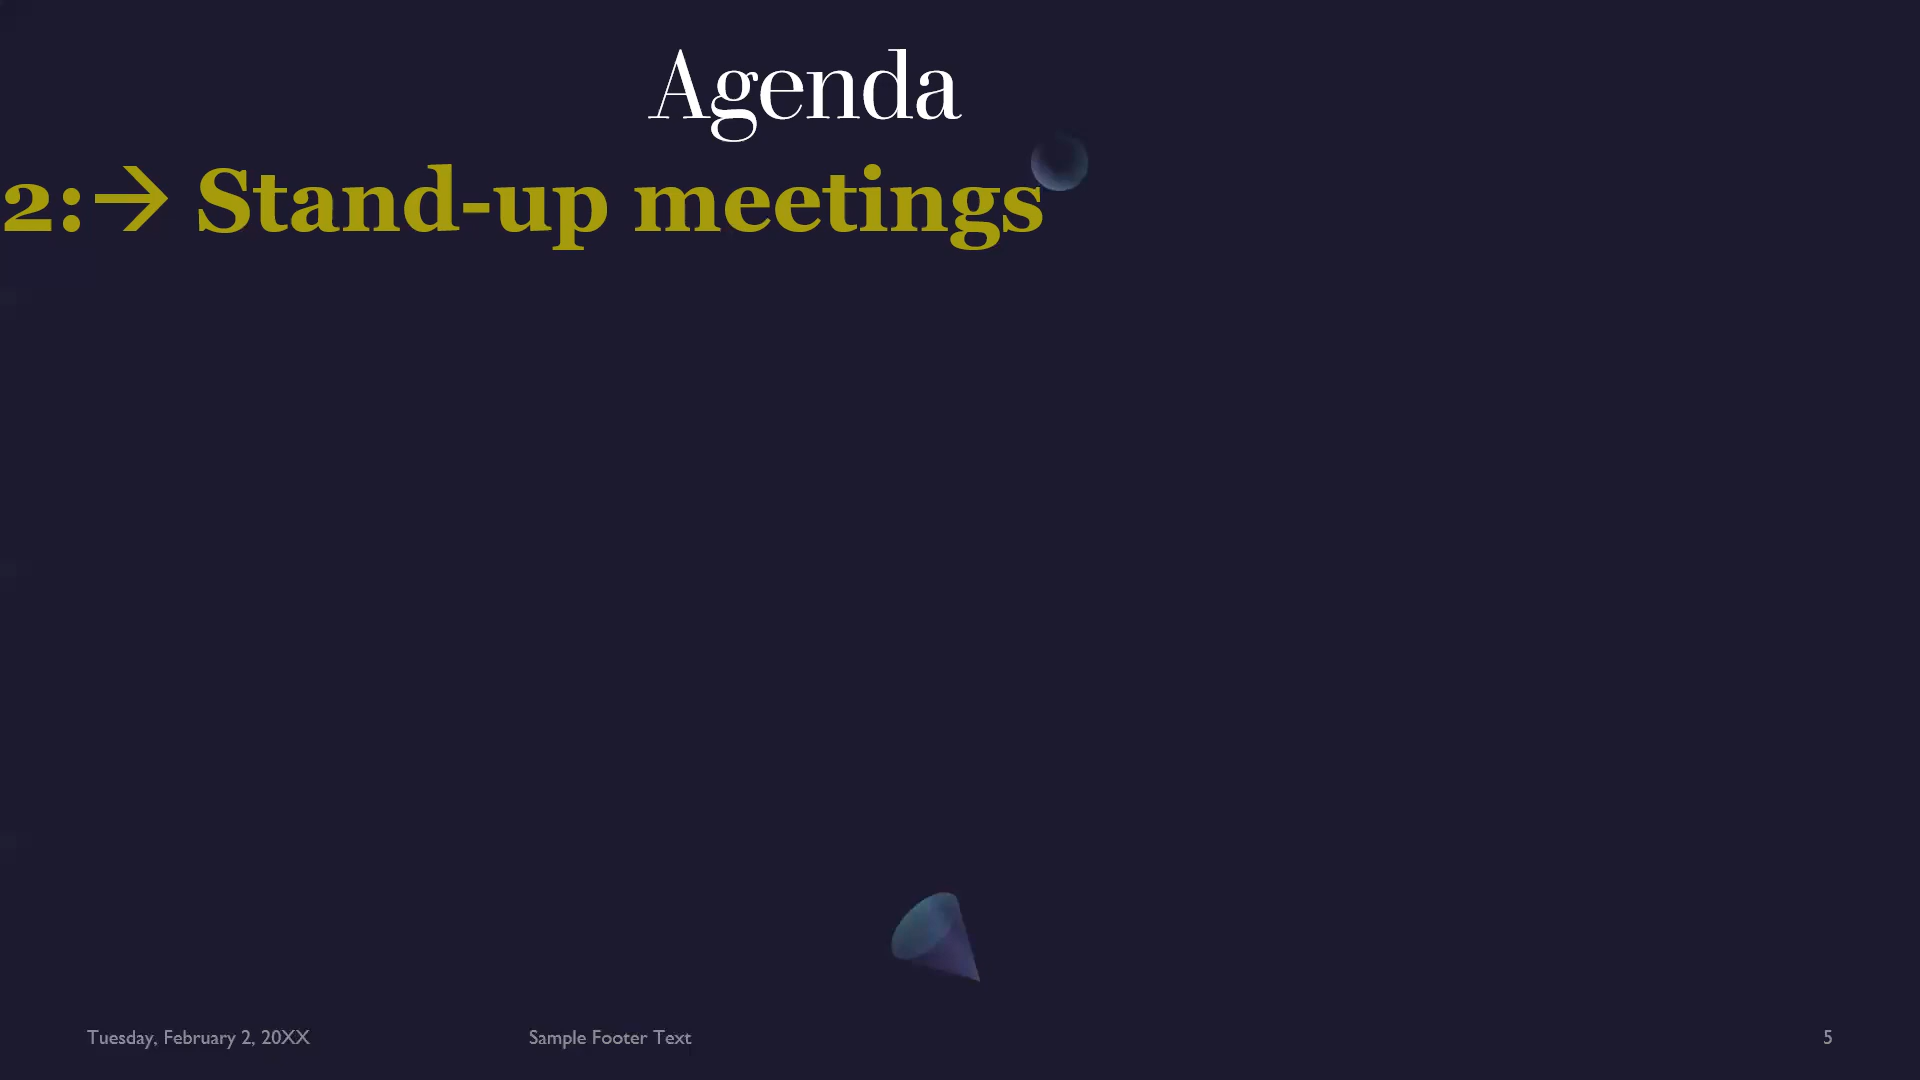 Agenda
2:→ Stand-up meetings
Tuesday, February 2, 20XX
Sample Footer Text
5